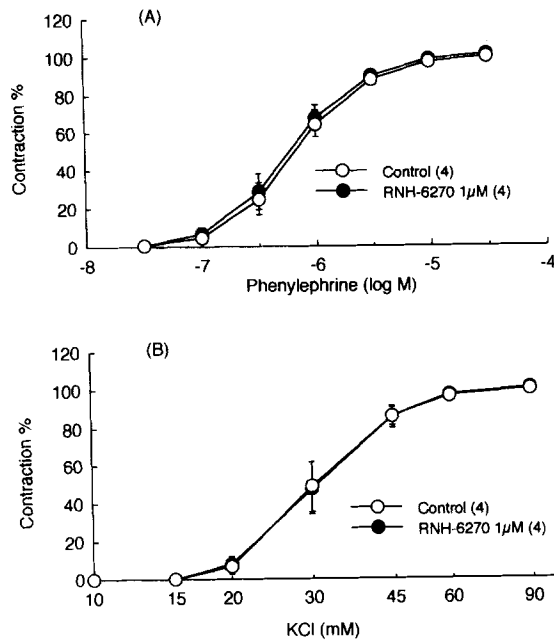 (A)
120
100
80
60
40
20
0
Contraction %
Control (4)
RNH-6270 1µM (4)
-8 -7 -6 -5 -4
Phenylephrine (log M)
(B)
120
100
80
60
40
20
0
Contraction %
Control (4)
RNH-6270 1µM (4)
10 15 20 30 45 60 90
KCl (mM)